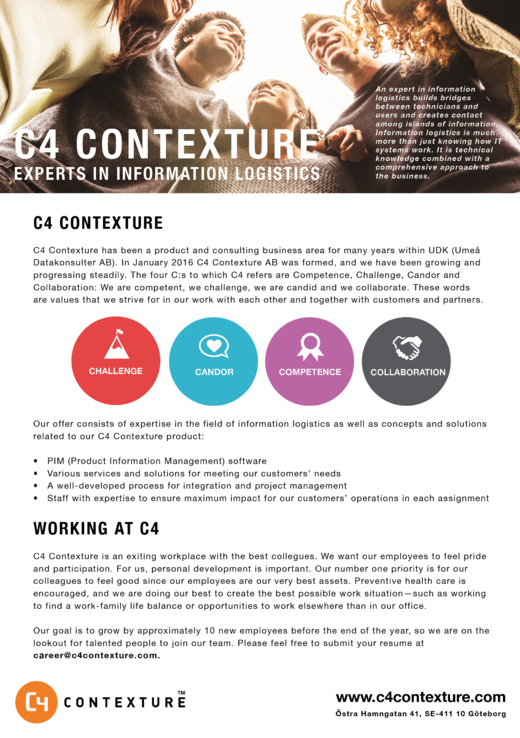 An expert in information
logistics builds bridges
between technicians and
users and creates contact
among islands of information.
Information logistics is much
more than just knowing how IT
systems work. It is technical
knowledge combined with a
comprehensive approach to
the business.
C4 CONTEXTURE
EXPERTS IN INFORMATION LOGISTICS
C4 CONTEXTURE
C4 Contexture has been a product and consulting business area for many years within UDK (Umeå
Datakonsulter AB). In January 2016 C4 Contexture AB was formed, and we have been growing and
progressing steadily. The four C:s to which C4 refers are Competence, Challenge, Candor and
Collaboration: We are competent, we challenge, we are candid and we collaborate. These words
are values that we strive for in our work with each other and together with customers and partners.
CHALLENGE
CANDOR
COMPETENCE
COLLABORATION
Our offer consists of expertise in the field of information logistics as well as concepts and solutions
related to our C4 Contexture product:
• PIM (Product Information Management) software
• Various services and solutions for meeting our customers' needs
• A well-developed process for integration and project management
• Staff with expertise to ensure maximum impact for our customers' operations in each assignment
WORKING AT C4
C4 Contexture is an exiting workplace with the best collegues. We want our employees to feel pride
and participation. For us, personal development is important. Our number one priority is for our
colleagues to feel good since our employees are our very best assets. Preventive health care is
encouraged, and we are doing our best to create the best possible work situation—such as working
to find a work-family life balance or opportunities to work elsewhere than in our office.
Our goal is to grow by approximately 10 new employees before the end of the year, so we are on the
lookout for talented people to join our team. Please feel free to submit your resume at
career@c4contexture.com.
C4 CONTEXTURE™
www.c4contexture.com
Östra Hamngatan 41, SE-411 10 Göteborg